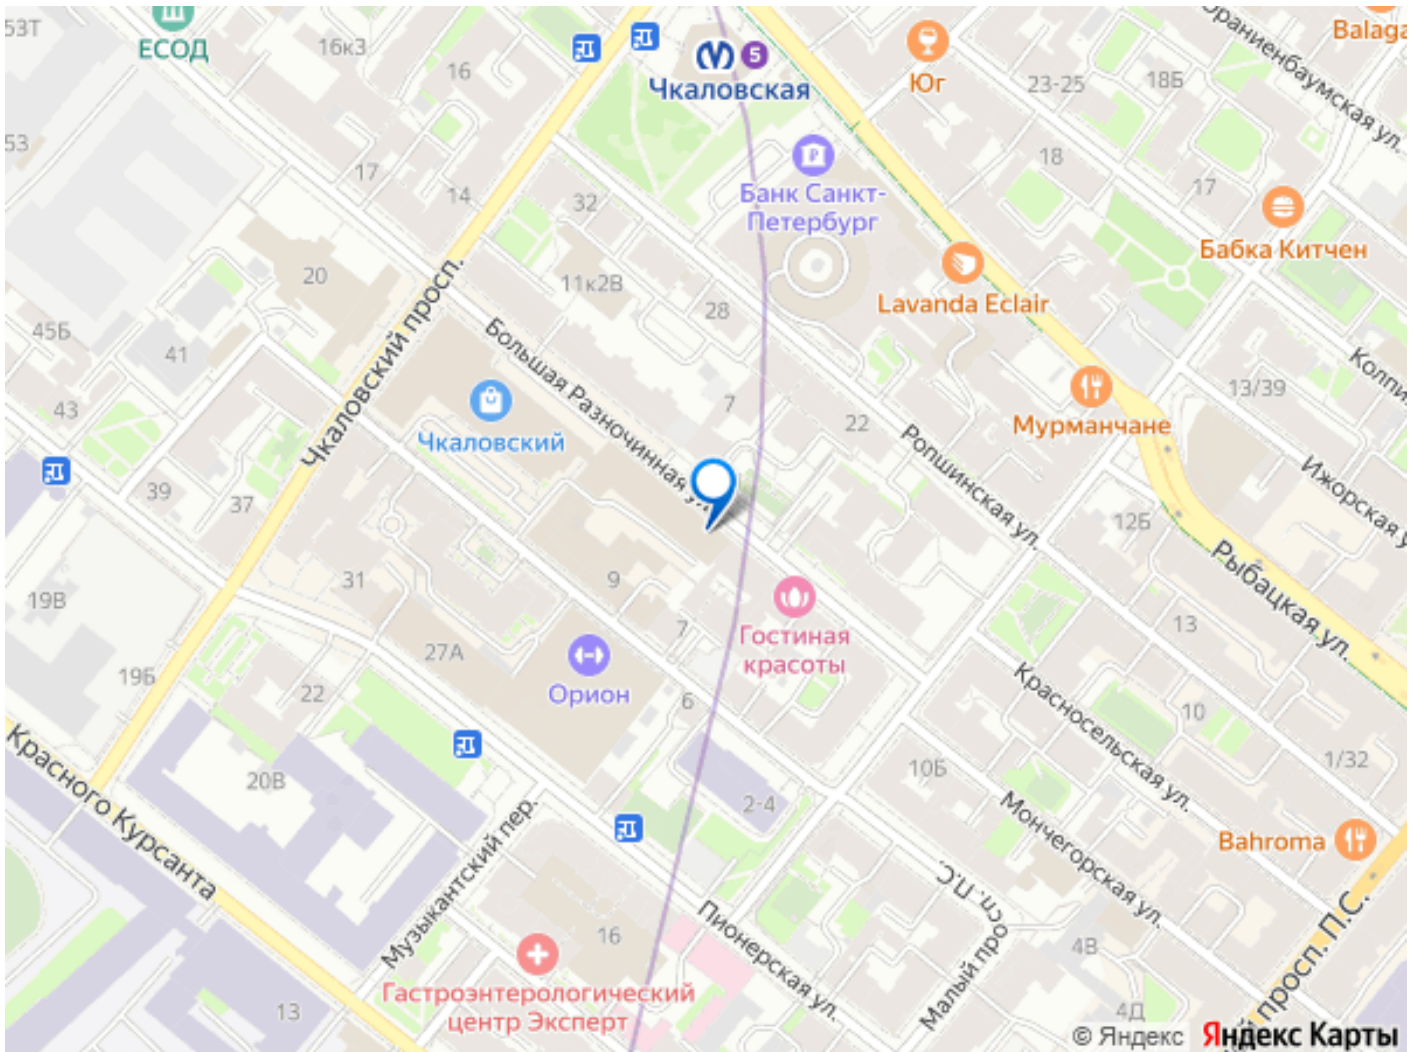 53Т
ЕСОД
16к3
16
5
Чкаловская
Юг
23-25
18Б
Ораниенбаумская ул.
Balaga
53
17
14
32
Банк Санкт-
Петербург
18
17
Бабка Китчен
20
Чкаловский просп.
11к2В
28
Lavanda Eclair
45Б
41
Большая Разночинная ул.
13/39
Колпи
43
Чкаловский
7
22
Мурманчане
Ропшинская ул.
Ижорская у
39
37
12Б
Рыбацкая ул.
31
9
19В
Гостиная
красоты
7
13
27А
Орион
6
19Б
22
Красносельская ул.
10
1/32
Красного Курсанта
20В
10Б
2-4
Музыкантский пер.
Мончегорская ул.
Bahroma
Малый просп. П.С.
Пионерская ул.
16
4В
й просп. П.С.
Гастроэнтерологический
центр Эксперт
13
4Д
© Яндекс Яндекс Карты